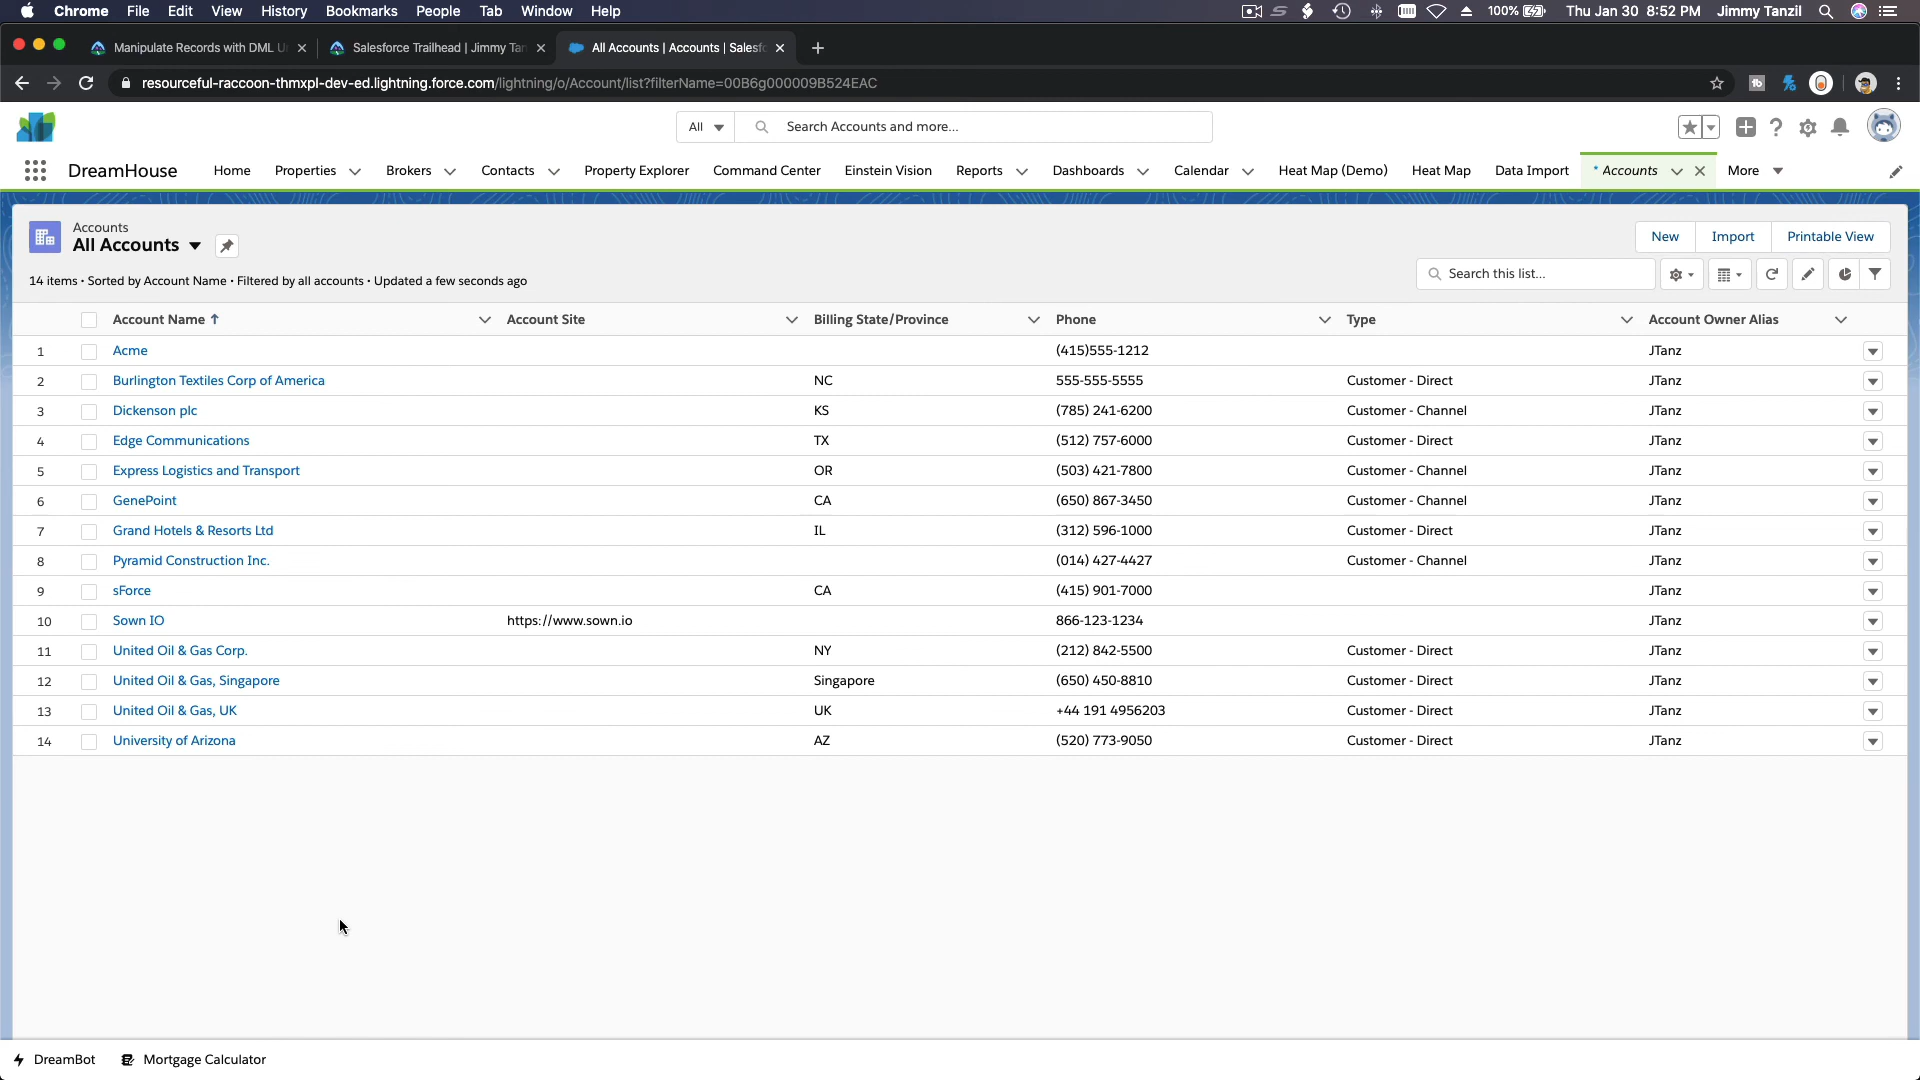 Chrome File Edit View History Bookmarks People Tab Window Help 100% Thu Jan 30 8:52 PM Jimmy Tanzil
Manipulate Records with DML U Salesforce Trailhead | Jimmy Tan All Accounts | Accounts | Salesfo
resourceful-raccoon-thmxpl-dev-ed.lightning.force.com/lightning/o/Account/list?filterName=00B6g000009B524EAC
All Search Accounts and more...
DreamHouse Home Properties Brokers Contacts Property Explorer Command Center Einstein Vision Reports Dashboards Calendar Heat Map (Demo) Heat Map Data Import * Accounts More
Accounts
All Accounts New Import Printable View
14 items • Sorted by Account Name • Filtered by all accounts • Updated a few seconds ago Search this list...
Account Name ↑ Account Site Billing State/Province Phone Type Account Owner Alias
1 Acme (415)555-1212 JTanz
2 Burlington Textiles Corp of America NC 555-555-5555 Customer - Direct JTanz
3 Dickenson plc KS (785) 241-6200 Customer - Channel JTanz
4 Edge Communications TX (512) 757-6000 Customer - Direct JTanz
5 Express Logistics and Transport OR (503) 421-7800 Customer - Channel JTanz
6 GenePoint CA (650) 867-3450 Customer - Channel JTanz
7 Grand Hotels & Resorts Ltd IL (312) 596-1000 Customer - Direct JTanz
8 Pyramid Construction Inc. (014) 427-4427 Customer - Channel JTanz
9 sForce CA (415) 901-7000 JTanz
10 Sown IO https://www.sown.io 866-123-1234 JTanz
11 United Oil & Gas Corp. NY (212) 842-5500 Customer - Direct JTanz
12 United Oil & Gas, Singapore Singapore (650) 450-8810 Customer - Direct JTanz
13 United Oil & Gas, UK UK +44 191 4956203 Customer - Direct JTanz
14 University of Arizona AZ (520) 773-9050 Customer - Direct JTanz
DreamBot Mortgage Calculator